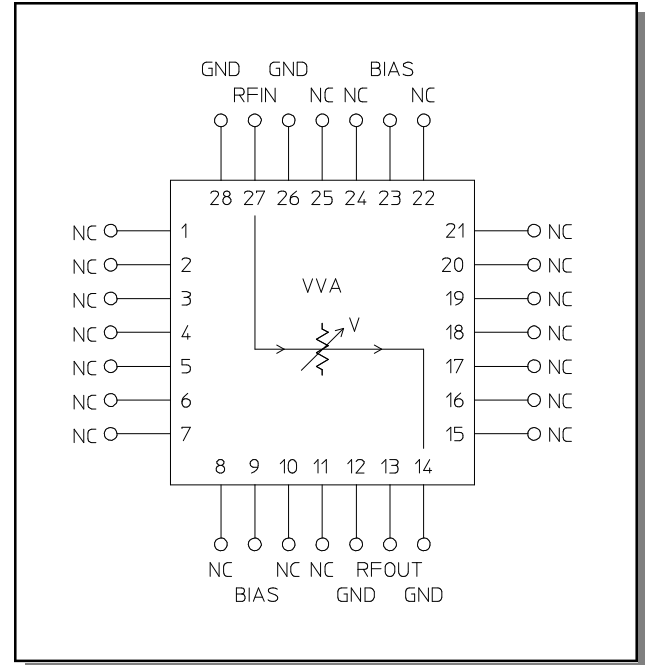 GND GND BIAS
RFIN NC NC NC
28 27 26 25 24 23 22
NC 1 21 NC
NC 2 20 NC
NC 3 19 NC
VVA
NC 4 V 18 NC
NC 5 17 NC
NC 6 16 NC
NC 7 15 NC
8 9 10 11 12 13 14
NC NC NC RFOUT
BIAS GND GND